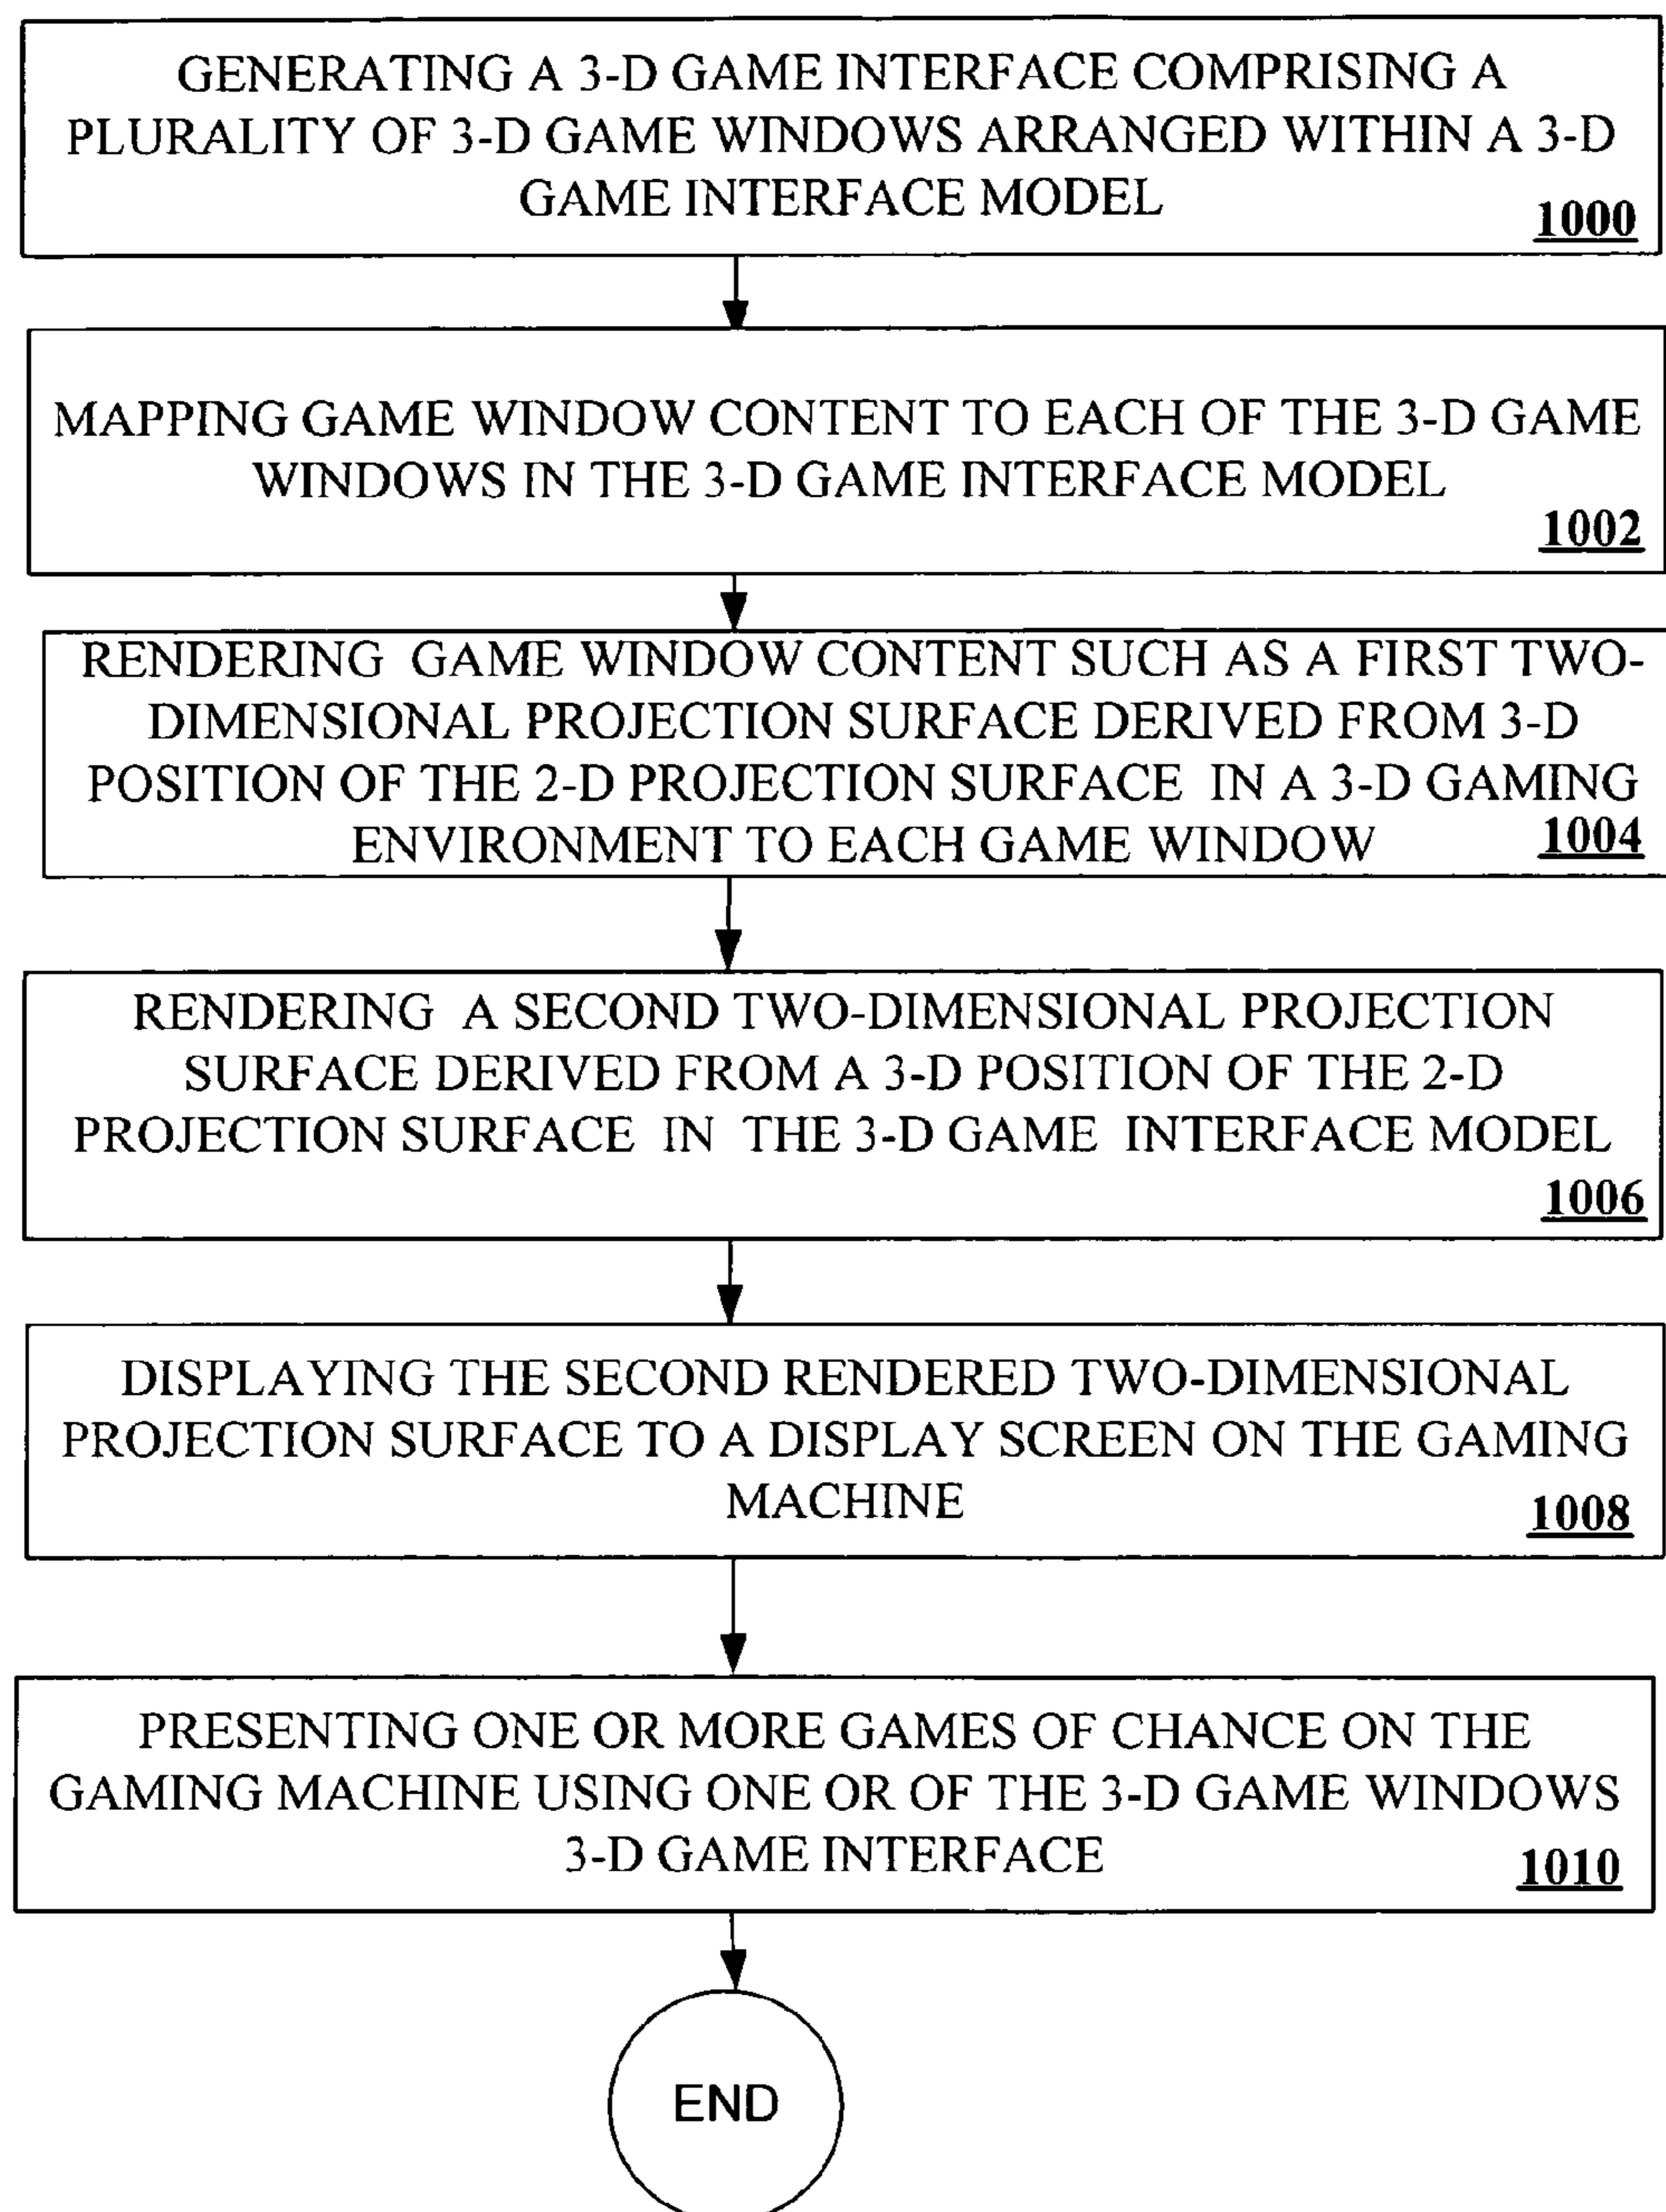 GENERATING A 3-D GAME INTERFACE COMPRISING A
PLURALITY OF 3-D GAME WINDOWS ARRANGED WITHIN A 3-D
GAME INTERFACE MODEL
1000
MAPPING GAME WINDOW CONTENT TO EACH OF THE 3-D GAME
WINDOWS IN THE 3-D GAME INTERFACE MODEL
1002
RENDERING GAME WINDOW CONTENT SUCH AS A FIRST TWO-
DIMENSIONAL PROJECTION SURFACE DERIVED FROM 3-D
POSITION OF THE 2-D PROJECTION SURFACE IN A 3-D GAMING
ENVIRONMENT TO EACH GAME WINDOW
1004
RENDERING A SECOND TWO-DIMENSIONAL PROJECTION
SURFACE DERIVED FROM A 3-D POSITION OF THE 2-D
PROJECTION SURFACE IN THE 3-D GAME INTERFACE MODEL
1006
DISPLAYING THE SECOND RENDERED TWO-DIMENSIONAL
PROJECTION SURFACE TO A DISPLAY SCREEN ON THE GAMING
MACHINE
1008
PRESENTING ONE OR MORE GAMES OF CHANCE ON THE
GAMING MACHINE USING ONE OR OF THE 3-D GAME WINDOWS
3-D GAME INTERFACE
1010
END